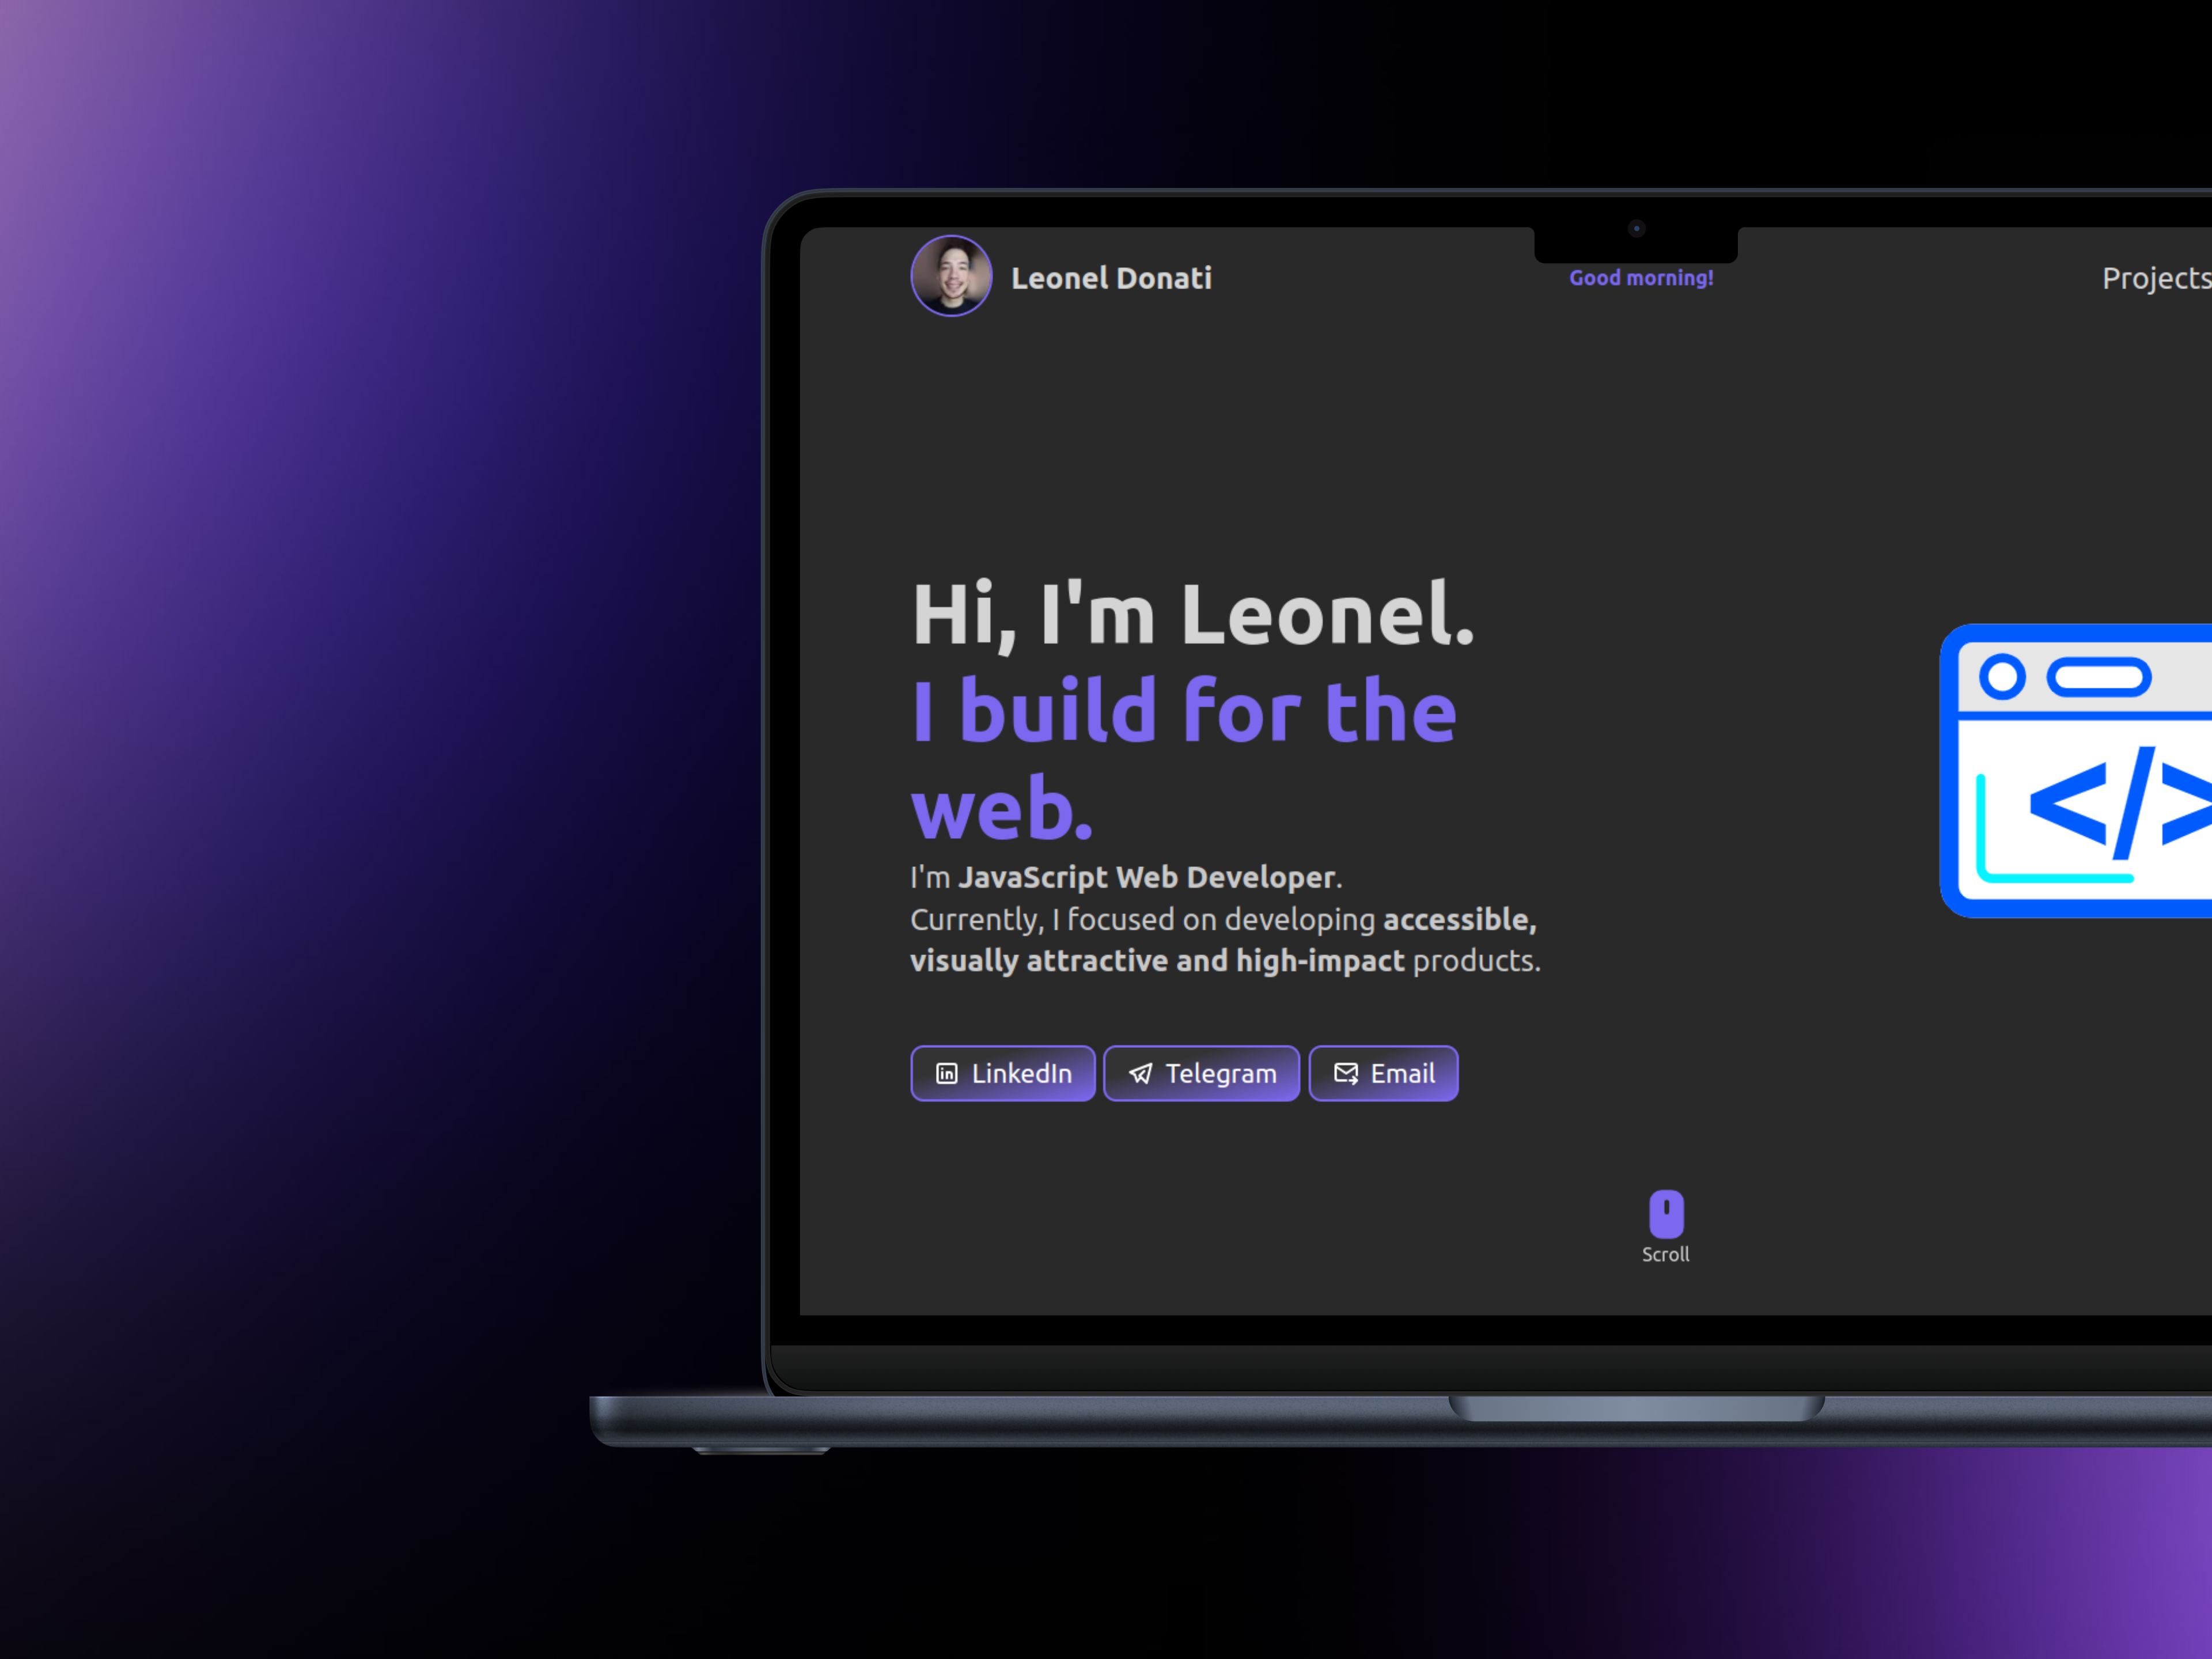 Leonel Donati
Good morning!
Projects
Hi, I'm Leonel.
I build for the
web.
I'm JavaScript Web Developer.
Currently, I focused on developing accessible,
visually attractive and high-impact products.
LinkedIn
Telegram
Email
Scroll